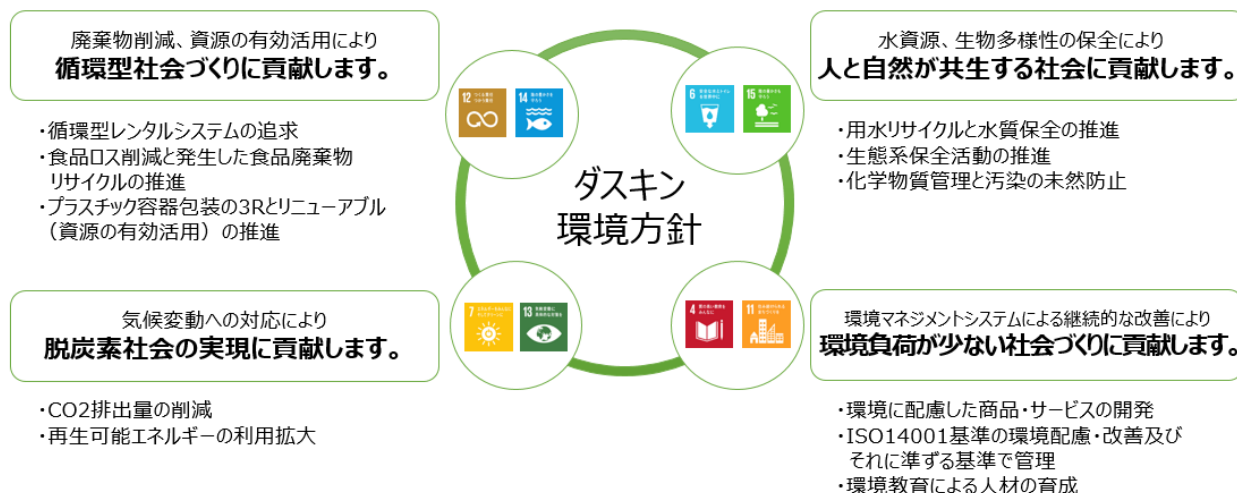 廃棄物削減、資源の有効活用により
循環型社会づくりに貢献します。
・循環型レンタルシステムの追求
・食品ロス削減と発生した食品廃棄物
リサイクルの推進
・プラスチック容器包装の3Rとリニューアブル
（資源の有効活用）の推進
水資源、生物多様性の保全により
人と自然が共生する社会に貢献します。
・用水リサイクルと水質保全の推進
・生態系保全活動の推進
・化学物質管理と汚染の未然防止
12
14
6
15
ダスキン
環境方針
7
13
4
11
気候変動への対応により
脱炭素社会の実現に貢献します。
・CO2排出量の削減
・再生可能エネルギーの利用拡大
環境マネジメントシステムによる継続的な改善により
環境負荷が少ない社会づくりに貢献します。
・環境に配慮した商品・サービスの開発
・ISO14001基準の環境配慮・改善及び
それに準ずる基準で管理
・環境教育による人材の育成